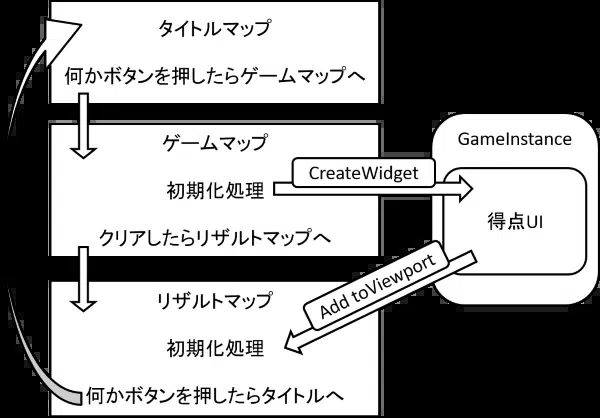 タイトルマップ
何かボタンを押したらゲームマップへ
ゲームマップ
初期化処理
クリアしたらリザルトマップへ
CreateWidget
GameInstance
得点UI
Add toViewport
リザルトマップ
初期化処理
何かボタンを押したらタイトルへ